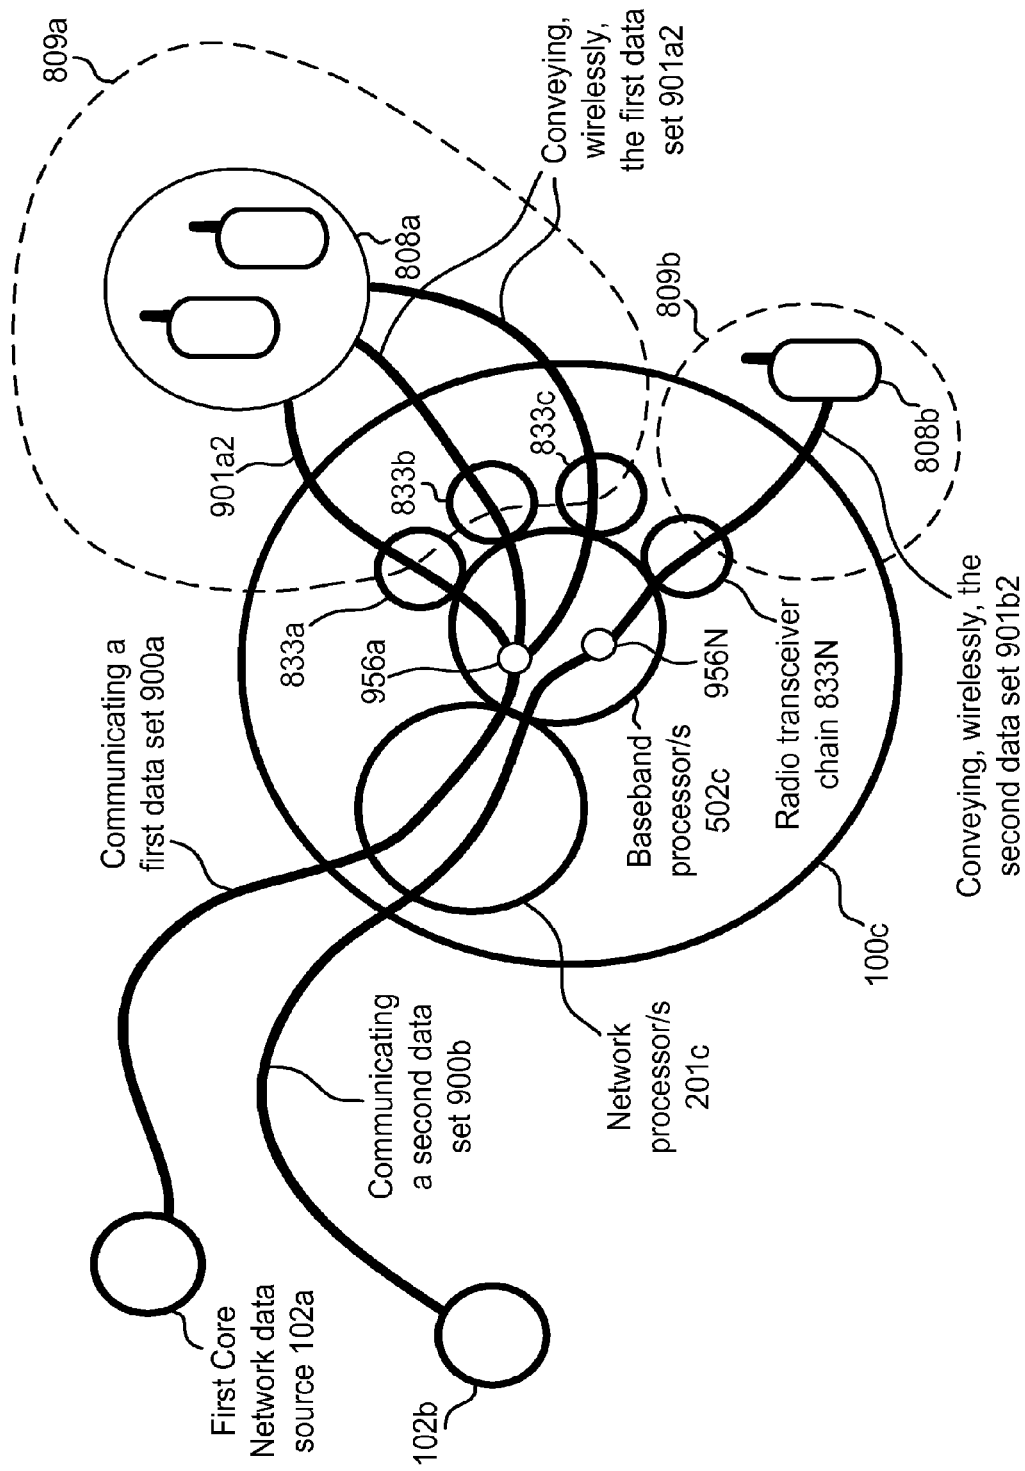 809a
Conveying,
wirelessly,
the first data
set 901a2
808a
809b
901a2
833b
833c
808b
833a
956a
956N
Communicating a
first data set 900a
Baseband
processor/s
502c
Radio transceiver
chain 833N
Conveying, wirelessly, the
second data set 901b2
100c
Communicating
a second data
set 900b
Network
processor/s
201c
First Core
Network data
source 102a
102b